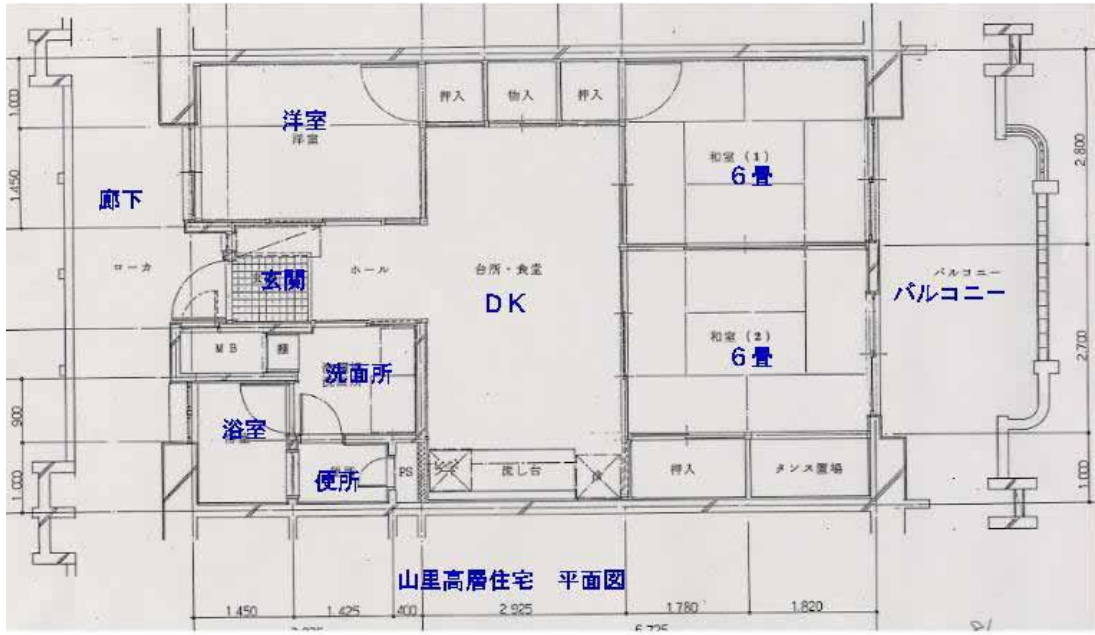 押入
物入
押入
洋室
洋室
和室(1)
6畳
廊下
ローカ
玄関
ホール
台所・食堂
DK
バルコニー
バルコニー
和室(2)
6畳
MB
棚
洗面所
浴室
便所
PS
流し台
押入
タンス置場
山里高層住宅 平面図
1.000
1.450
900
1.000
2.800
2.700
1.000
1.450
1.425
400
2.925
1.780
1.820
6.725